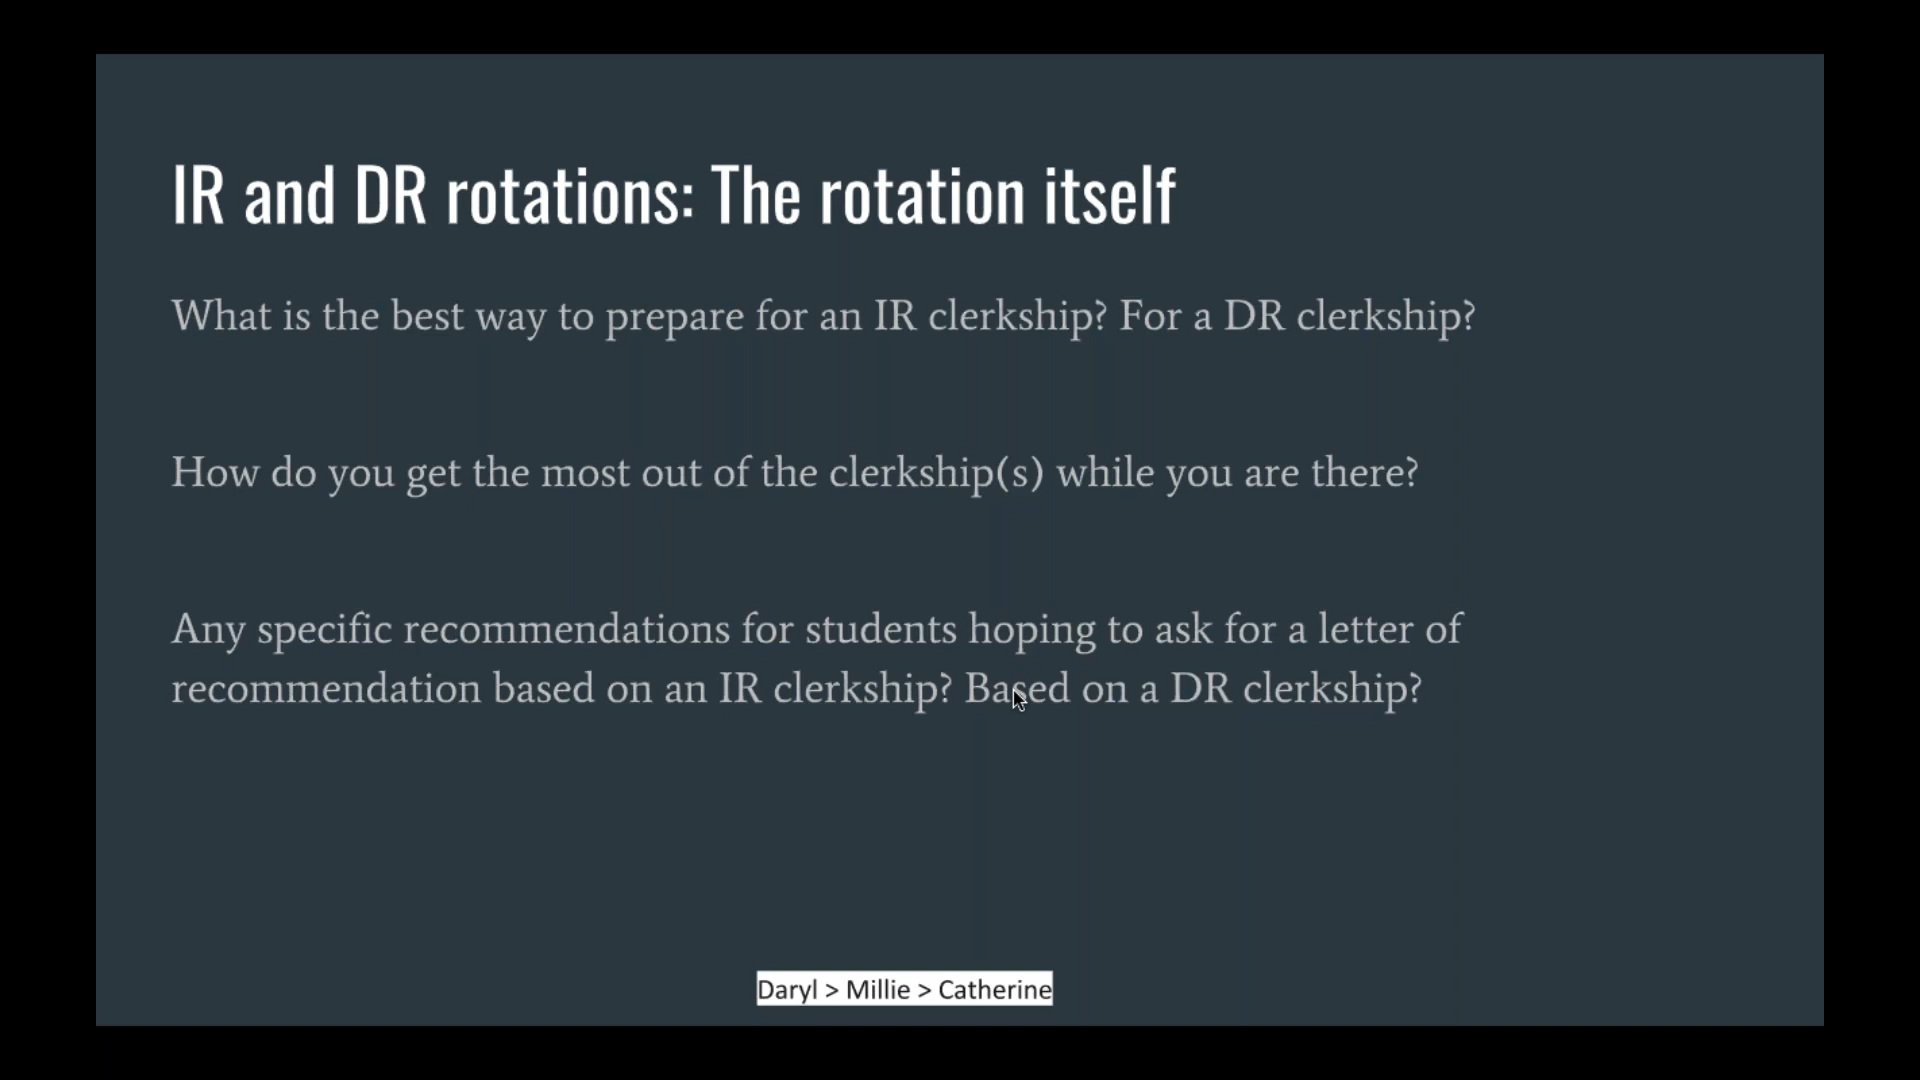 IR and DR rotations: The rotation itself
What is the best way to prepare for an IR clerkship? For a DR clerkship?
How do you get the most out of the clerkship(s) while you are there?
Any specific recommendations for students hoping to ask for a letter of
recommendation based on an IR clerkship? Based on a DR clerkship?
Daryl > Millie > Catherine